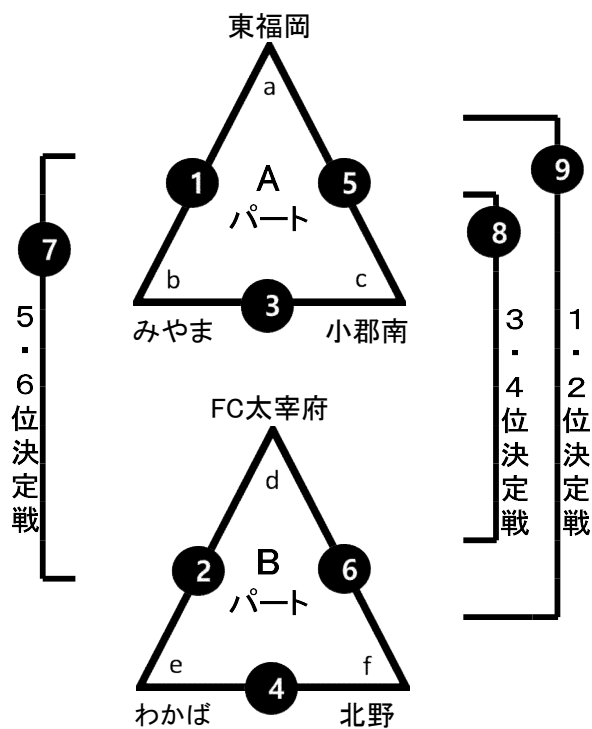 東福岡
a
1
A
パート
5
b
3
c
みやま
小郡南
7
5・6位決定戦
9
8
3・4位決定戦
1・2位決定戦
FC太宰府
d
2
B
パート
6
e
4
f
わかば
北野